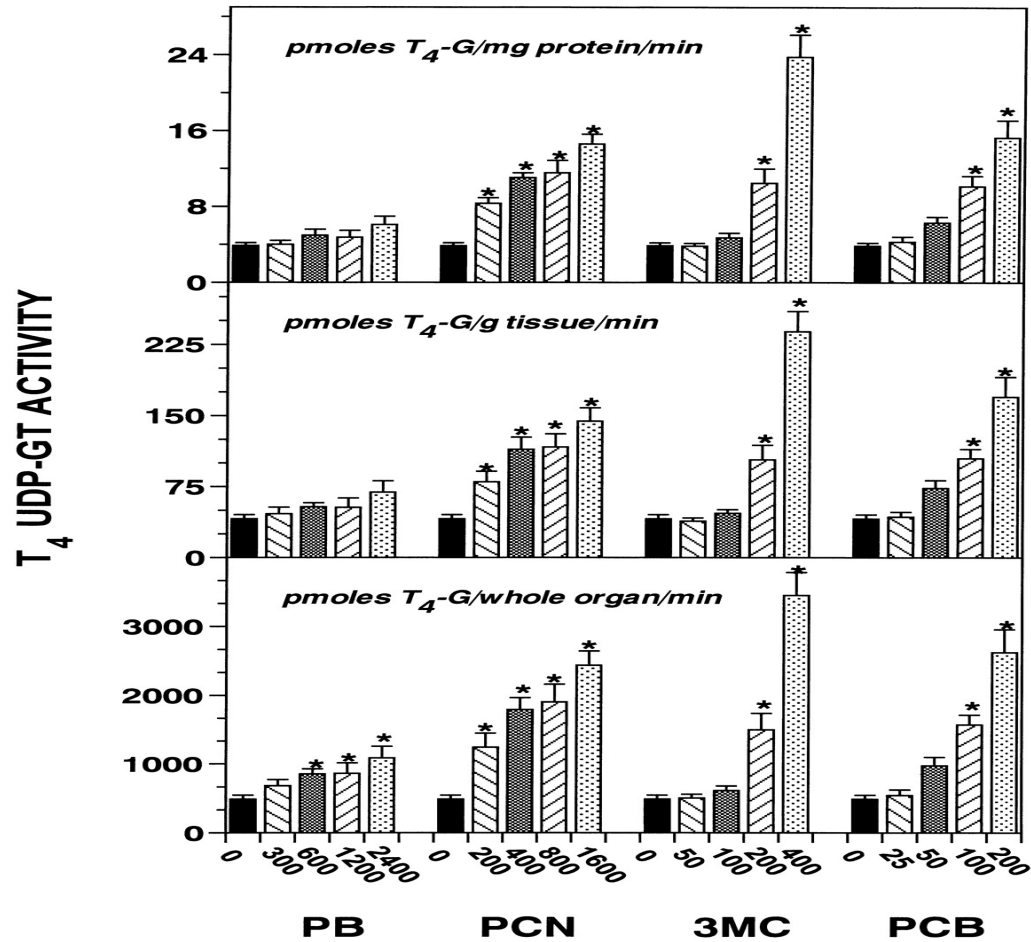 T4 UDP-GT ACTIVITY
pmoles T4-G/mg protein/min
24
16
8
0
* * * *
* *
* *
pmoles T4-G/g tissue/min
225
150
75
0
* * * *
* *
* *
pmoles T4-G/whole organ/min
3000
2000
1000
0
* * *
* * * *
* *
* *
0 300 600 1200 2400
0 200 400 800 1600
0 50 100 200 400
0 25 50 100 200
PB PCN 3MC PCB